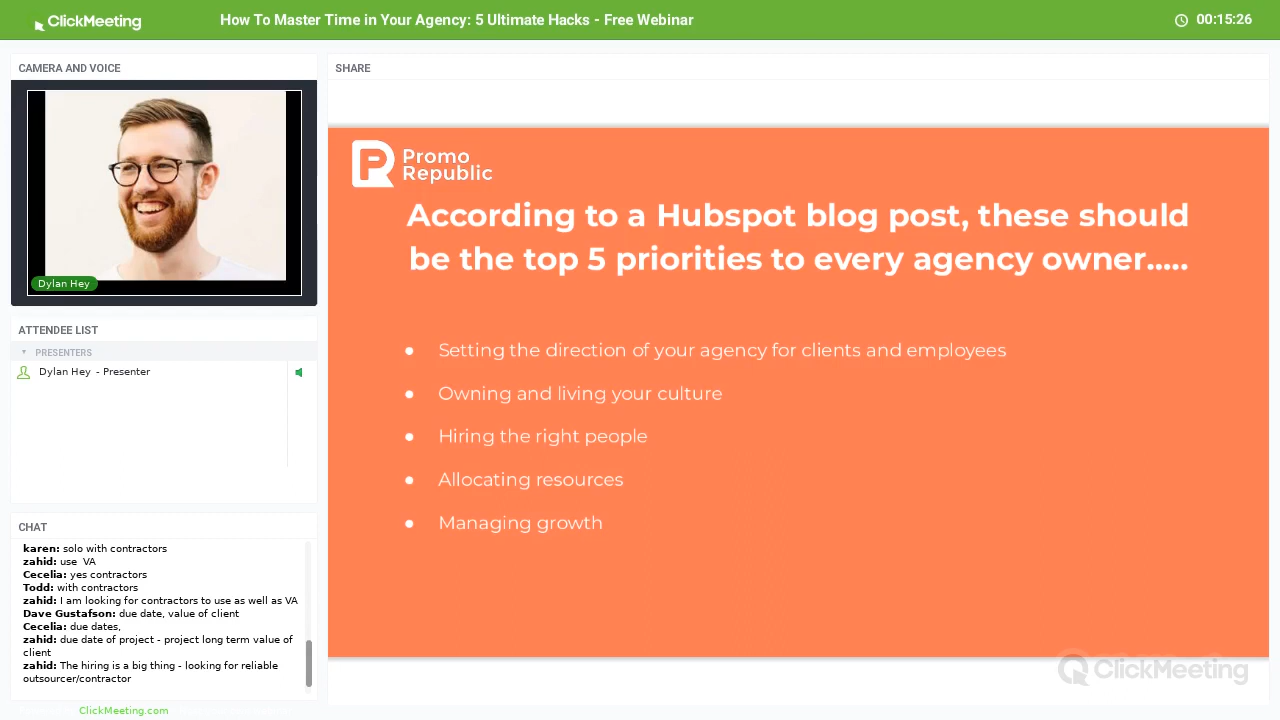 ClickMeeting
How To Master Time in Your Agency: 5 Ultimate Hacks - Free Webinar
00:15:26
CAMERA AND VOICE
Dylan Hey
ATTENDEE LIST
PRESENTERS
Dylan Hey - Presenter
CHAT
karen: solo with contractors
zahid: use VA
Cecelia: yes contractors
Todd: with contractors
zahid: I am looking for contractors to use as well as VA
Dave Gustafson: due date, value of client
Cecelia: due dates,
zahid: due date of project - project long term value of
client
zahid: The hiring is a big thing - looking for reliable
outsourcer/contractor
ClickMeeting.com
SHARE
Promo
Republic
According to a Hubspot blog post, these should
be the top 5 priorities to every agency owner.....
● Setting the direction of your agency for clients and employees
● Owning and living your culture
● Hiring the right people
● Allocating resources
● Managing growth
ClickMeeting